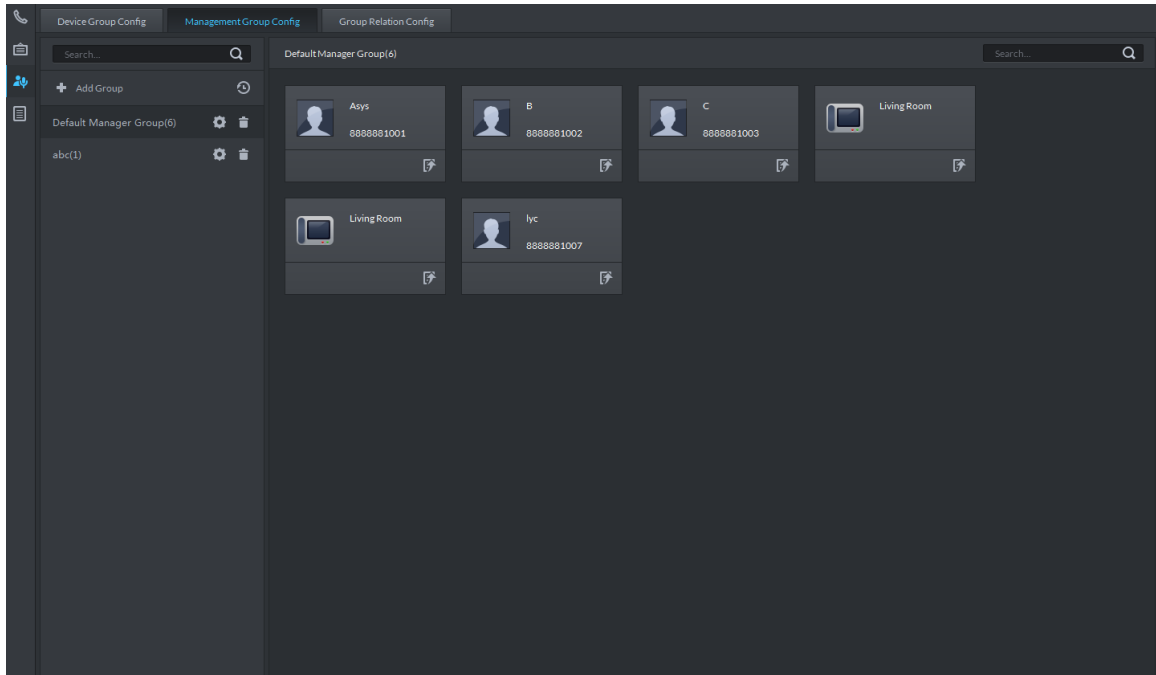 Device Group Config
Management Group Config
Group Relation Config
Search...
Default Manager Group(6)
Search...
Add Group
Default Manager Group(6)
abc(1)
Asys
8888881001
B
8888881002
C
8888881003
Living Room
Living Room
lyc
8888881007